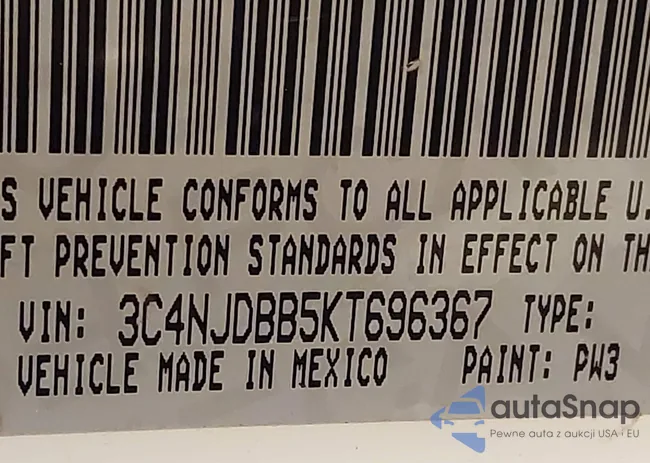 S VEHICLE CONFORMS TO ALL APPLICABLE U.
FT PREVENTION STANDARDS IN EFFECT ON TH
VIN: 3C4NJDBB5KT696367 TYPE:
VEHICLE MADE IN MEXICO PAINT: PW3
autaSnap
Pewne auta z aukcji USA i EU